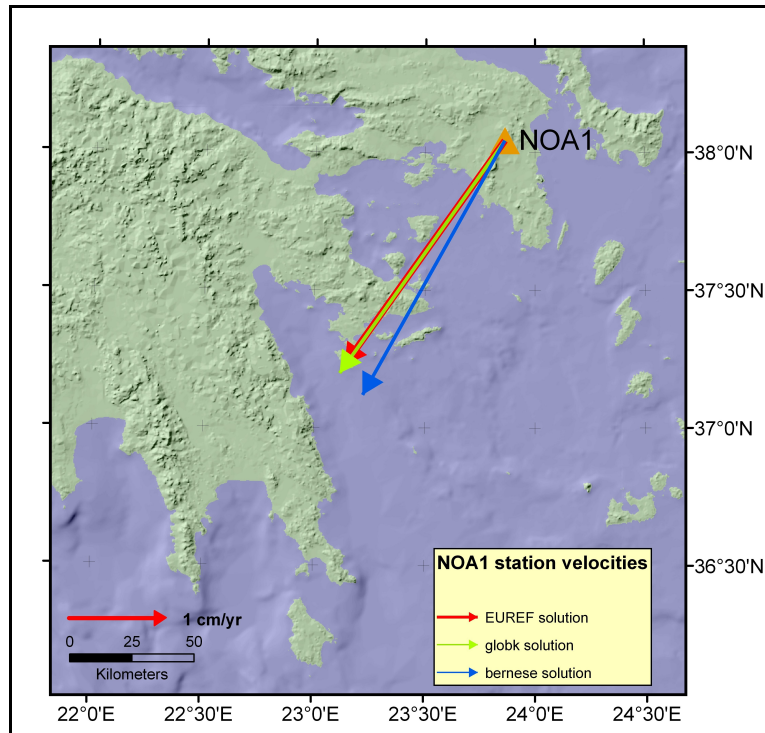 NOA1
38°0'N
37°30'N
37°0'N
36°30'N
NOA1 station velocities
EUREF solution
globk solution
bernese solution
1 cm/yr
0 25 50
Kilometers
22°0'E 22°30'E 23°0'E 23°30'E 24°0'E 24°30'E